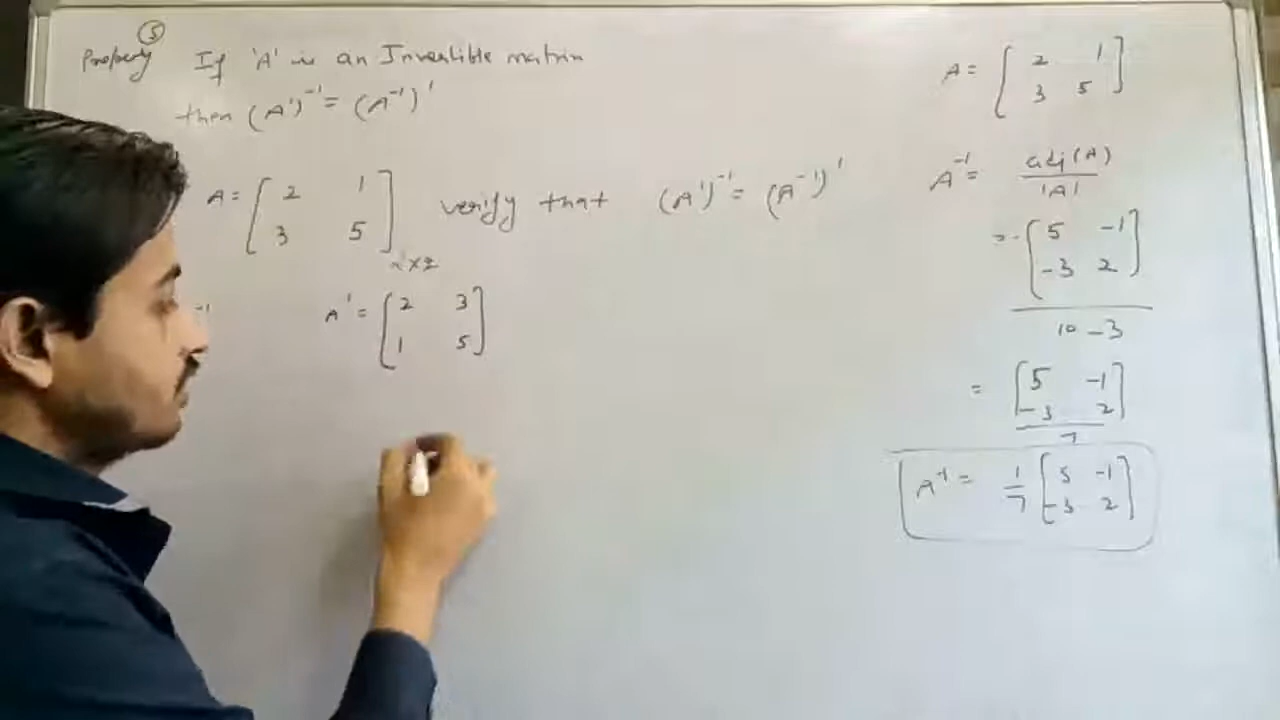 Property ⑤ If 'A' is an Invertible matrix
then (A')⁻¹ = (A⁻¹)'
A = [2 1
3 5] 2×2 verify that (A')⁻¹ = (A⁻¹)'
⁻¹ A' = [2 3
1 5]
A = [2 1
3 5]
A⁻¹ = adj(A)
|A|
= [5 -1
-3 2]
10 - 3
= [5 -1
-3 2]
7
A⁻¹ = 1/7 [5 -1
-3 2]